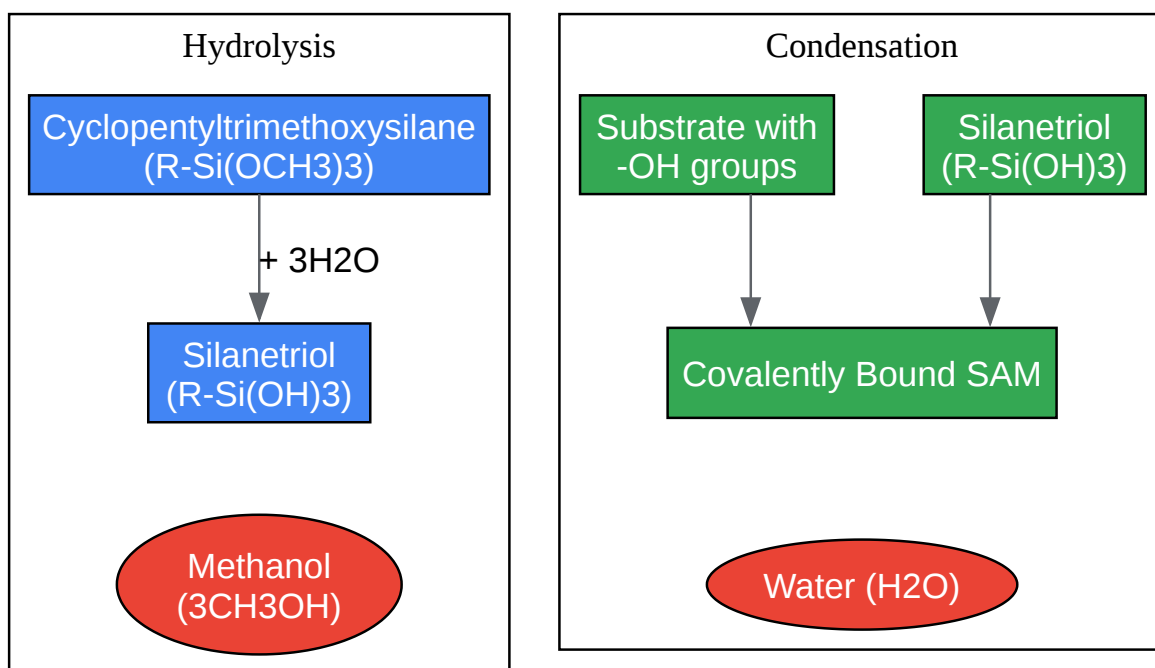 Hydrolysis
Cyclopentyltrimethoxysilane
(R-Si(OCH3)3)
+ 3H2O
Silanetriol
(R-Si(OH)3)
Methanol
(3CH3OH)
Condensation
Substrate with
-OH groups
Silanetriol
(R-Si(OH)3)
Covalently Bound SAM
Water (H2O)